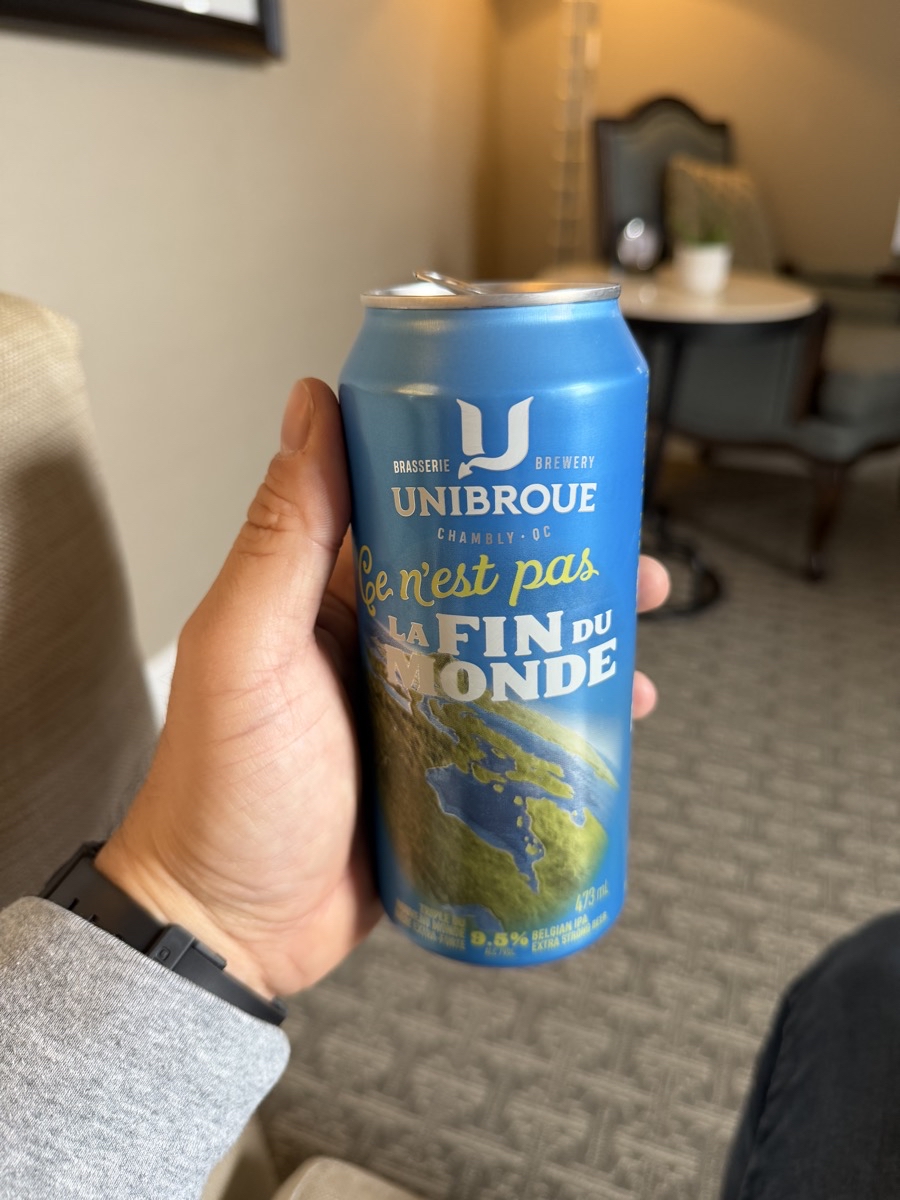 U
BRASSERIE BREWERY
UNIBROUE
CHAMBLY • QC
Ce n'est pas
LA FIN DU
MONDE
473 mL
9.5% BELGIAN IPA
EXTRA STRONG BEER